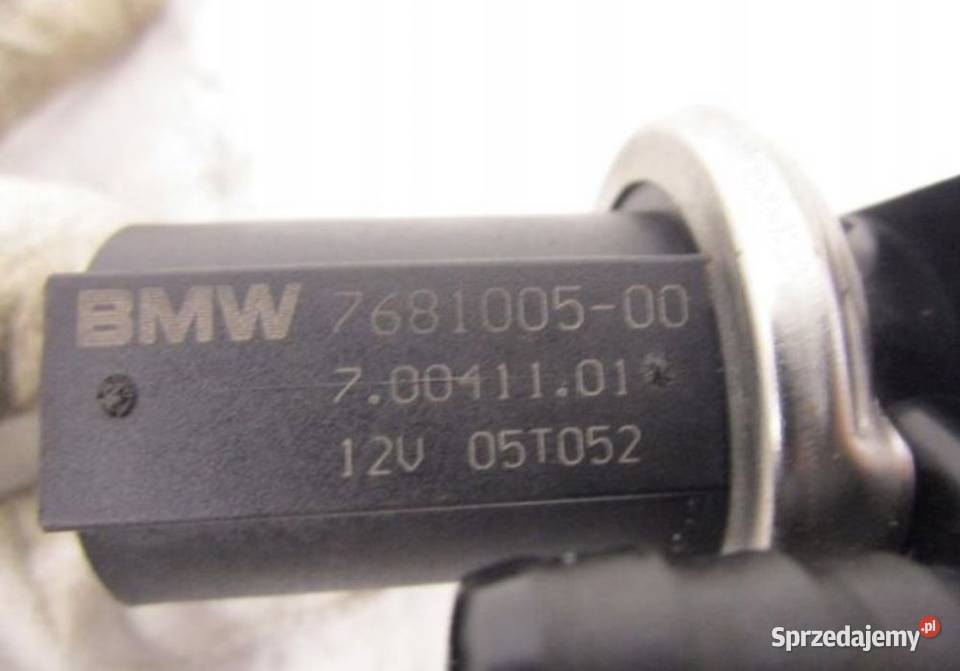 BMW 7681005-00
7.00411.01
12V 05T052
Sprzedajemy.pl